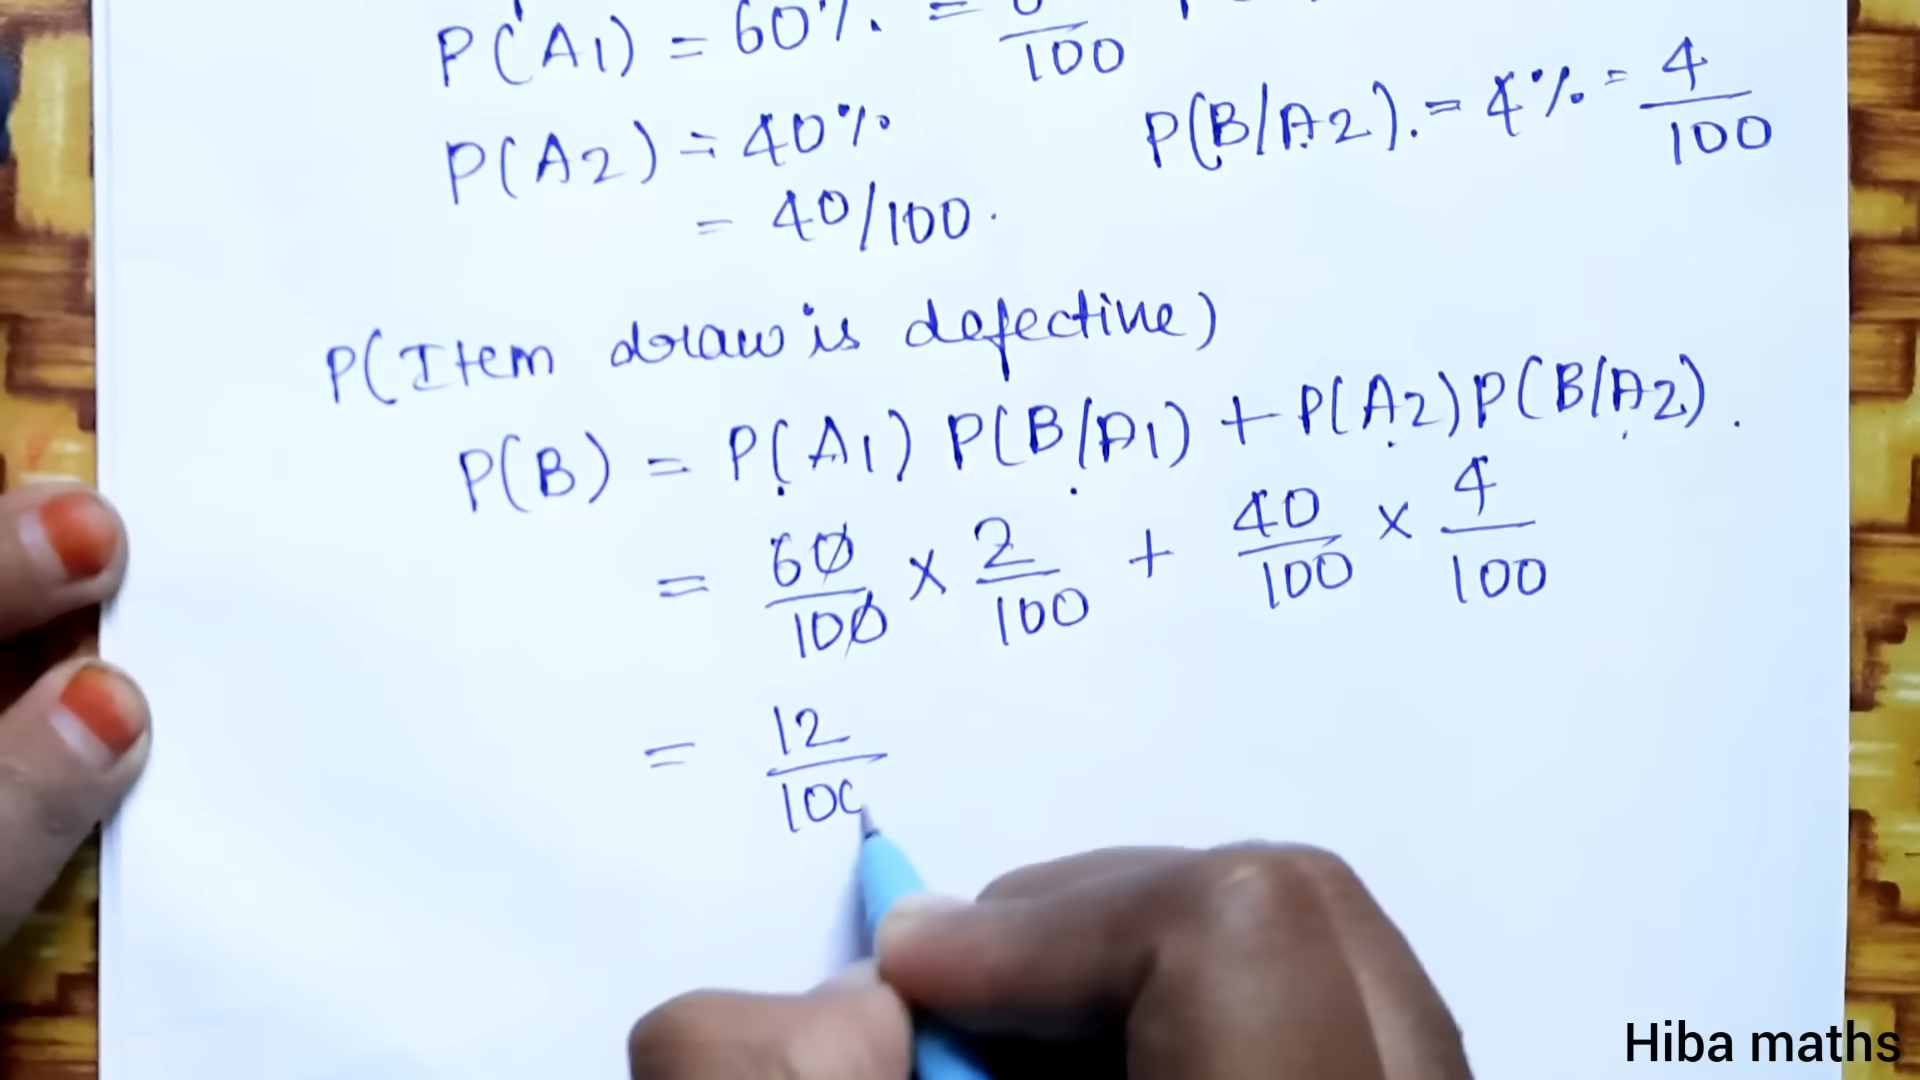 P(A1) = 60% = /100
P(A2) = 40%
= 40/100.
P(B/A2). = 4% = 4/100
P(Item draw is defective)
P(B) = P(A1) P(B/A1) + P(A2) P(B/A2).
= 60/100 × 2/100 + 40/100 × 4/100
= 12/100
Hiba maths